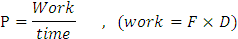 P = Work / time , (work = F × D)